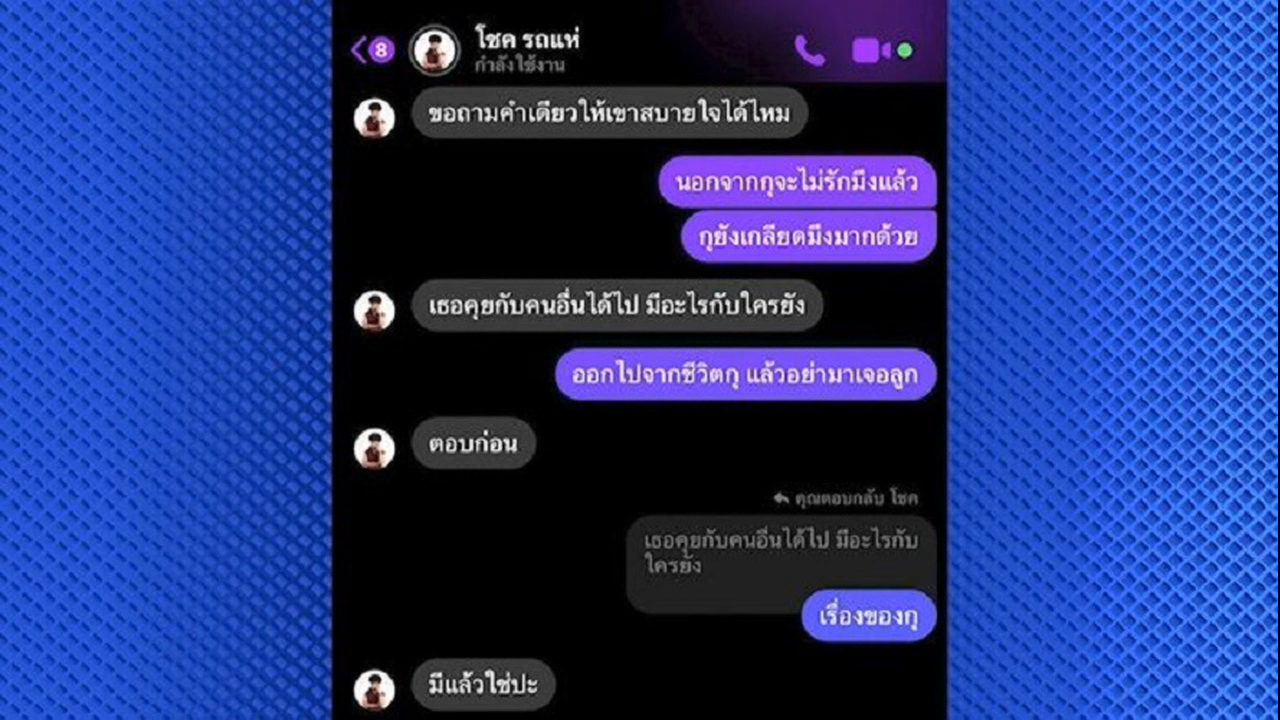 8
โชค รถแห่
กำลังใช้งาน
ขอถามคำเดียวให้เขาสบายใจได้ไหม
นอกจากกุจะไม่รักมึงแล้ว
กุยังเกลียดมึงมากด้วย
เธอคุยกับคนอื่นได้ไป มีอะไรกับใครยัง
ออกไปจากชีวิตกุ แล้วอย่ามาเจอลูก
ตอบก่อน
คุณตอบกลับ โชค
เธอคุยกับคนอื่นได้ไป มีอะไรกับ
ใครยัง
เรื่องของกุ
มีแล้วใช่ปะ